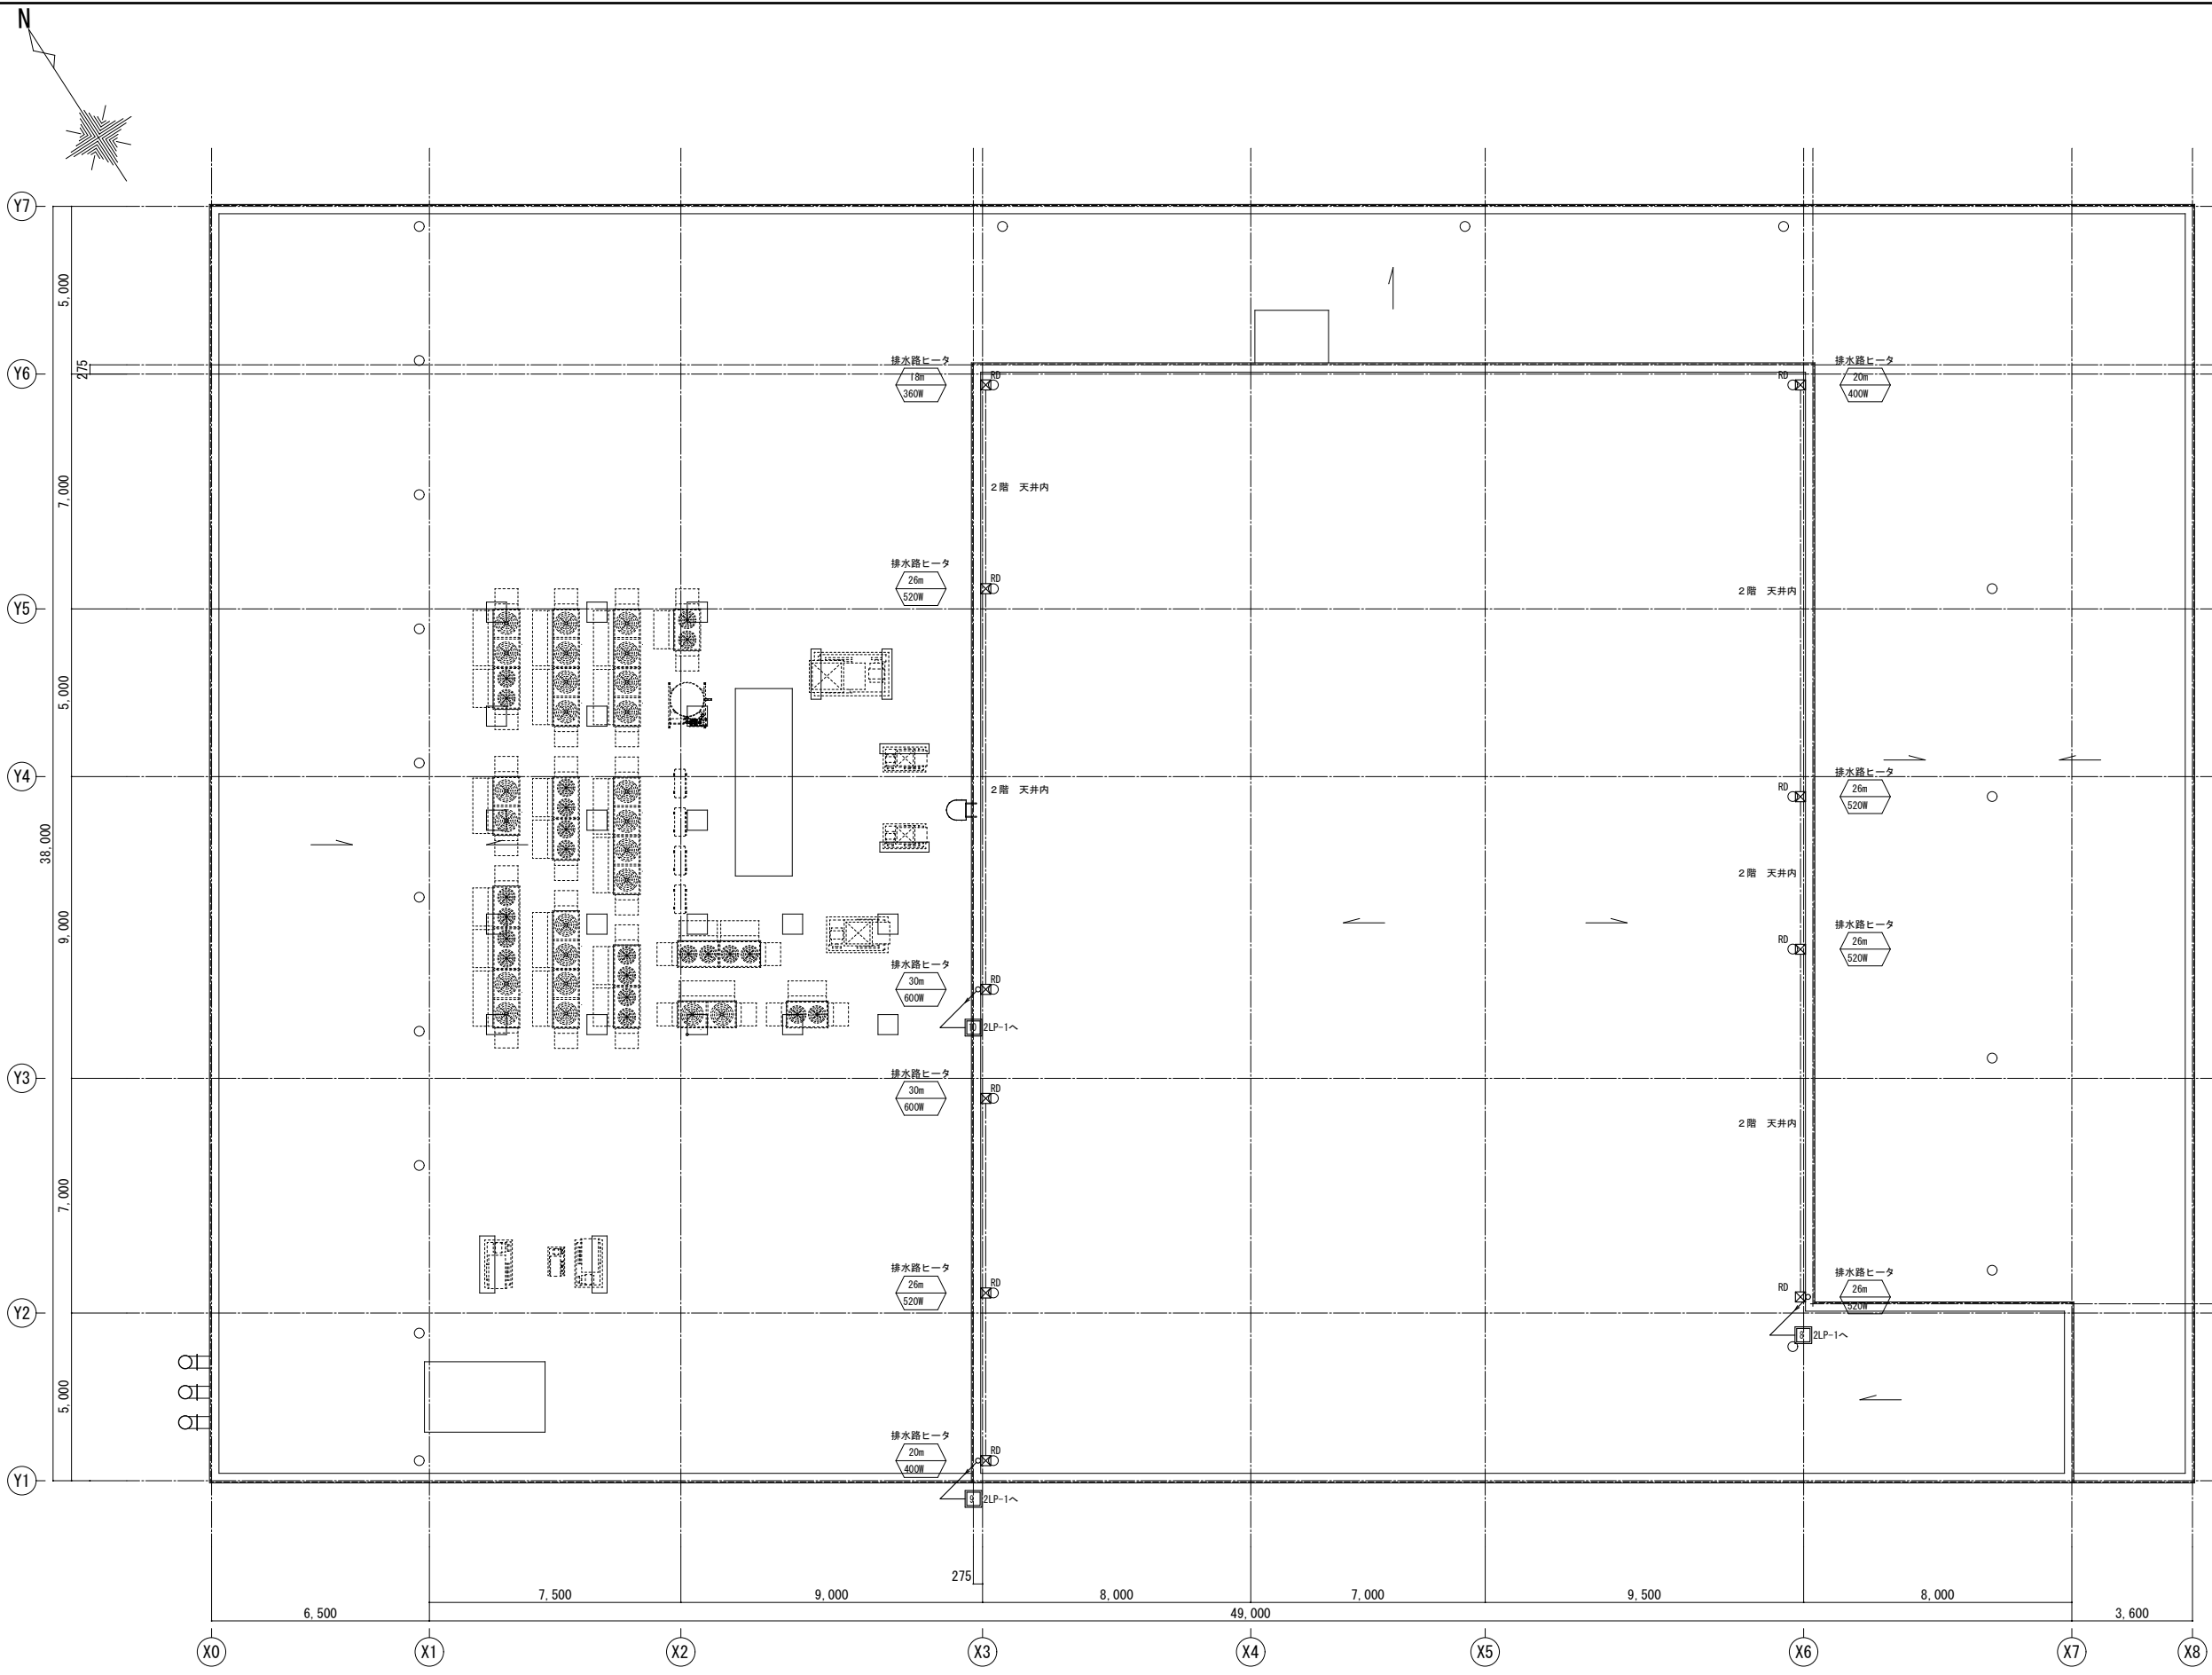 N
Y7
5,000
275
Y6
排水路ヒータ
18m
360W
RD
RD
排水路ヒータ
20m
400W
7,000
2階 天井内
排水路ヒータ
26m
520W
RD
2階 天井内
Y5
5,000
Y4
2階 天井内
RD
排水路ヒータ
26m
520W
38,000
9,000
2階 天井内
RD
排水路ヒータ
26m
520W
排水路ヒータ
30m
600W
RD
10
2LP-1へ
Y3
排水路ヒータ
30m
600W
RD
2階 天井内
7,000
排水路ヒータ
26m
520W
RD
RD
排水路ヒータ
26m
520W
Y2
2LP-1へ
5,000
排水路ヒータ
20m
400W
RD
Y1
9
2LP-1へ
275
7,500
9,000
8,000
7,000
9,500
8,000
6,500
49,000
3,600
X0
X1
X2
X3
X4
X5
X6
X7
X8